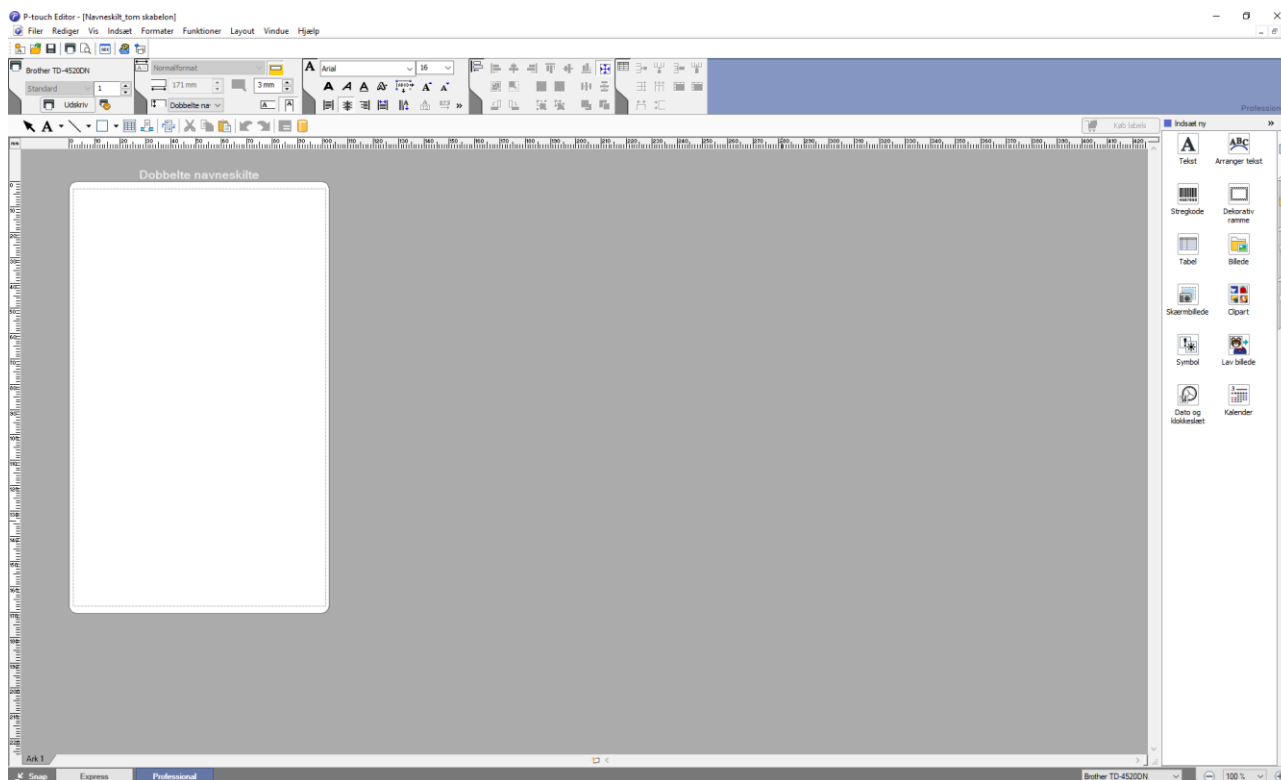 P-touch Editor - [Navneskilt_tom skabelon]
Filer Rediger Vis Indsæt Formater Funktioner Layout Vindue Hjælp
Brother TD-4520DN
Normalformat
A Arial 16
Standard 1
171 mm
3 mm
Udskriv
Dobbelte na
Profession
Køb labels
Indsæt ny
Dobbelte navneskilte
Tekst
Arranger tekst
Stregkode
Dekorativ
ramme
Tabel
Billede
Skærmbillede
Clipart
Symbol
Lav billede
Dato og
klokkeslæt
Kalender
Ark 1
Snap Express Professional Brother TD-4520DN 100 %